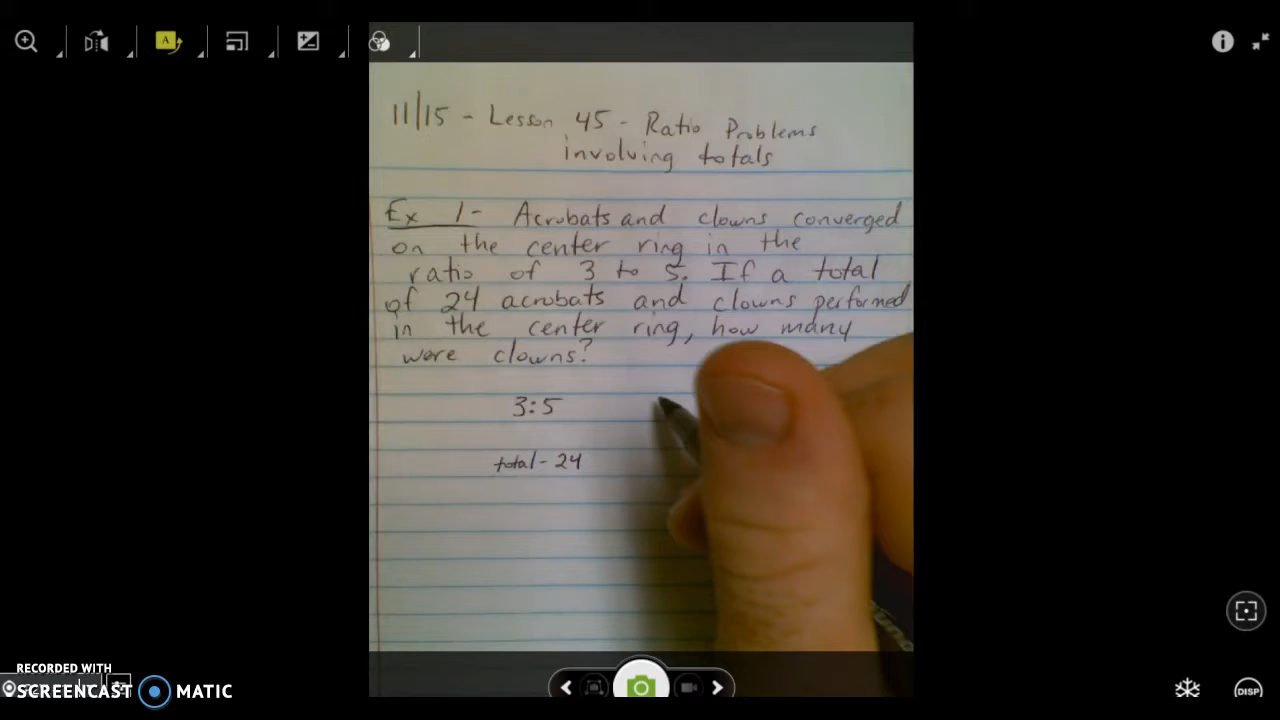 11/15 - Lesson 45 - Ratio Problems
involving totals
Ex 1- Acrobats and clowns converged
on the center ring in the
ratio of 3 to 5. If a total
of 24 acrobats and clowns performed
in the center ring, how many
were clowns?
3:5
total - 24
RECORDED WITH
SCREENCAST MATIC
DISP